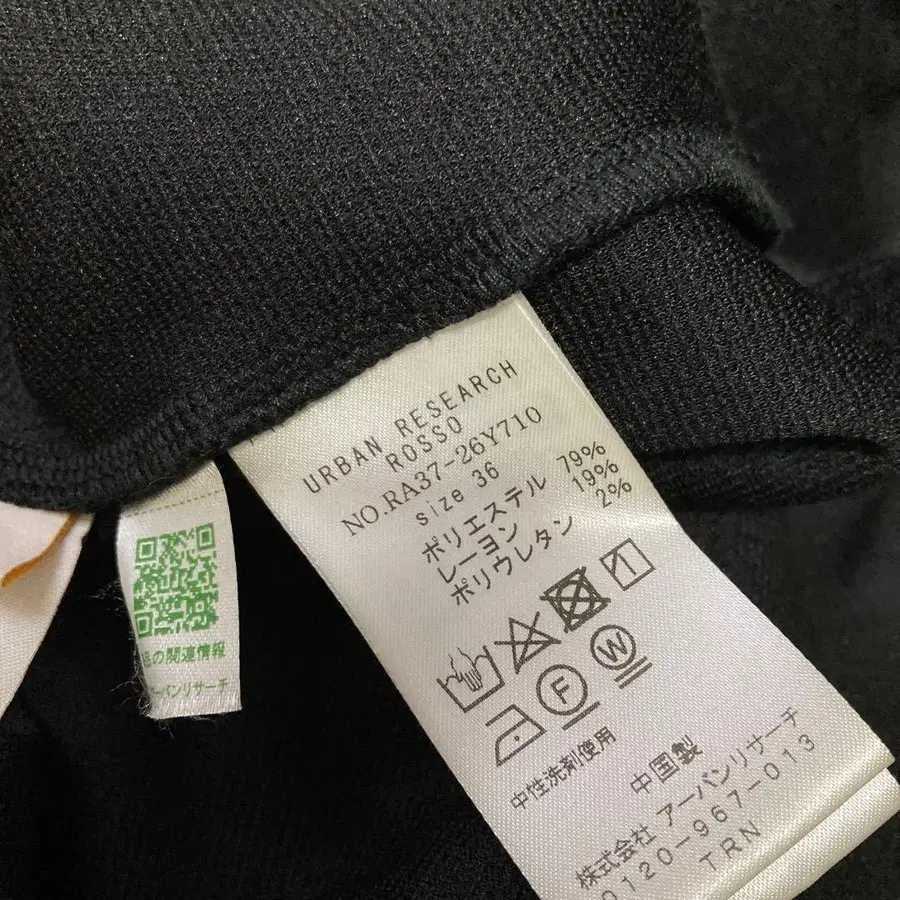 URBAN RESEARCH
ROSSO
NO.RA37-26Y710
size 36
ポリエステル 79%
レーヨン 19%
ポリウレタン 2%
F
W
中性洗剤使用
中国製
株式会社 アーバンリサーチ
0120-967-013
TRN
の関連情報
アーバンリサーチ